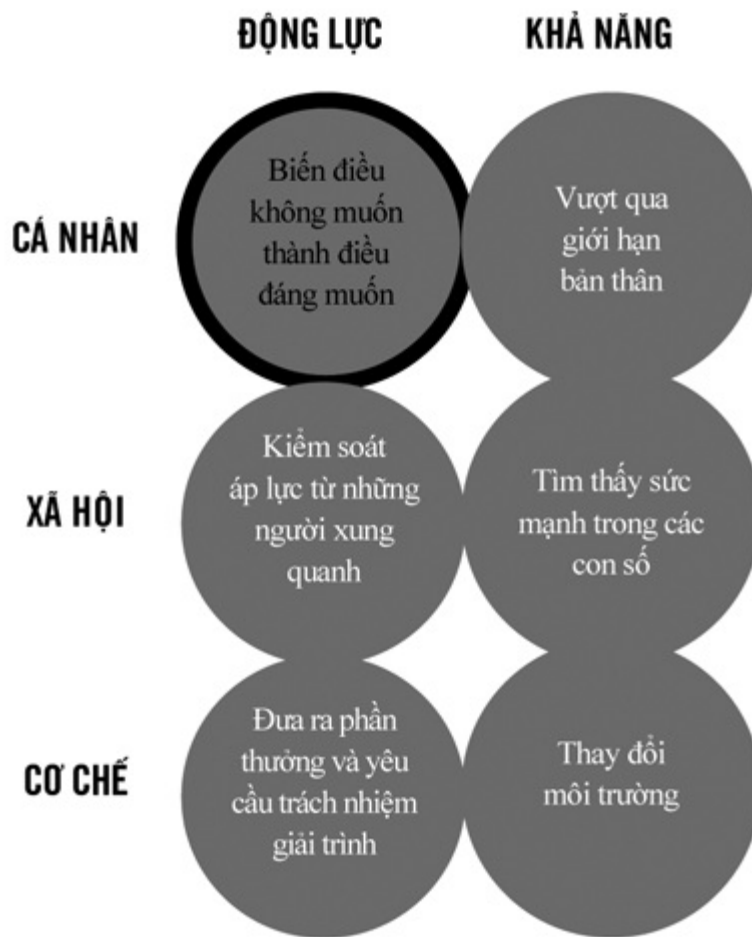 ĐỘNG LỰC
KHẢ NĂNG
CÁ NHÂN
Biến điều
không muốn
thành điều
đáng muốn
Vượt qua
giới hạn
bản thân
XÃ HỘI
Kiểm soát
áp lực từ những
người xung
quanh
Tìm thấy sức
mạnh trong các
con số
CƠ CHẾ
Đưa ra phần
thưởng và yêu
cầu trách nhiệm
giải trình
Thay đổi
môi trường